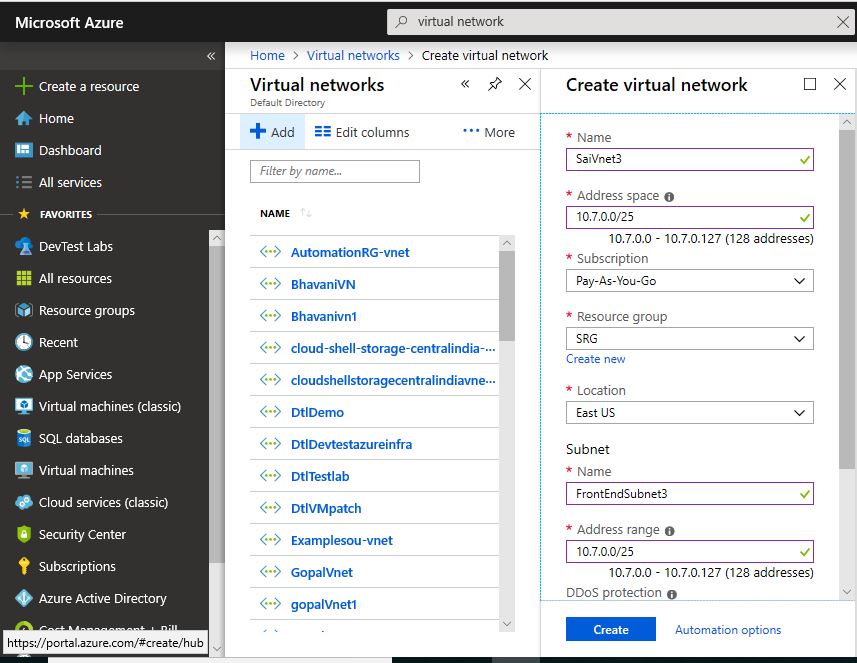 Microsoft Azure
virtual network
Home > Virtual networks > Create virtual network
«
Create a resource
Home
Dashboard
All services
FAVORITES
DevTest Labs
All resources
Resource groups
Recent
App Services
Virtual machines (classic)
SQL
SQL databases
Virtual machines
Cloud services (classic)
Security Center
Subscriptions
Azure Active Directory
Cost Management + Bill
https://portal.azure.com/#create/hub
Virtual networks
«
Default Directory
Add
Edit columns
··· More
Filter by name...
NAME
AutomationRG-vnet
BhavaniVN
Bhavanivn1
cloud-shell-storage-centralindia-···
cloudshellstoragecentralindiavne···
DtlDemo
DtlDevtestazureinfra
DtlTestlab
DtlVMpatch
Examplesou-vnet
GopalVnet
gopalVnet1
Create virtual network
* Name
SaiVnet3
* Address space
10.7.0.0/25
10.7.0.0 - 10.7.0.127 (128 addresses)
* Subscription
Pay-As-You-Go
* Resource group
SRG
Create new
* Location
East US
Subnet
* Name
FrontEndSubnet3
* Address range
10.7.0.0/25
10.7.0.0 - 10.7.0.127 (128 addresses)
DDoS protection
Create
Automation options